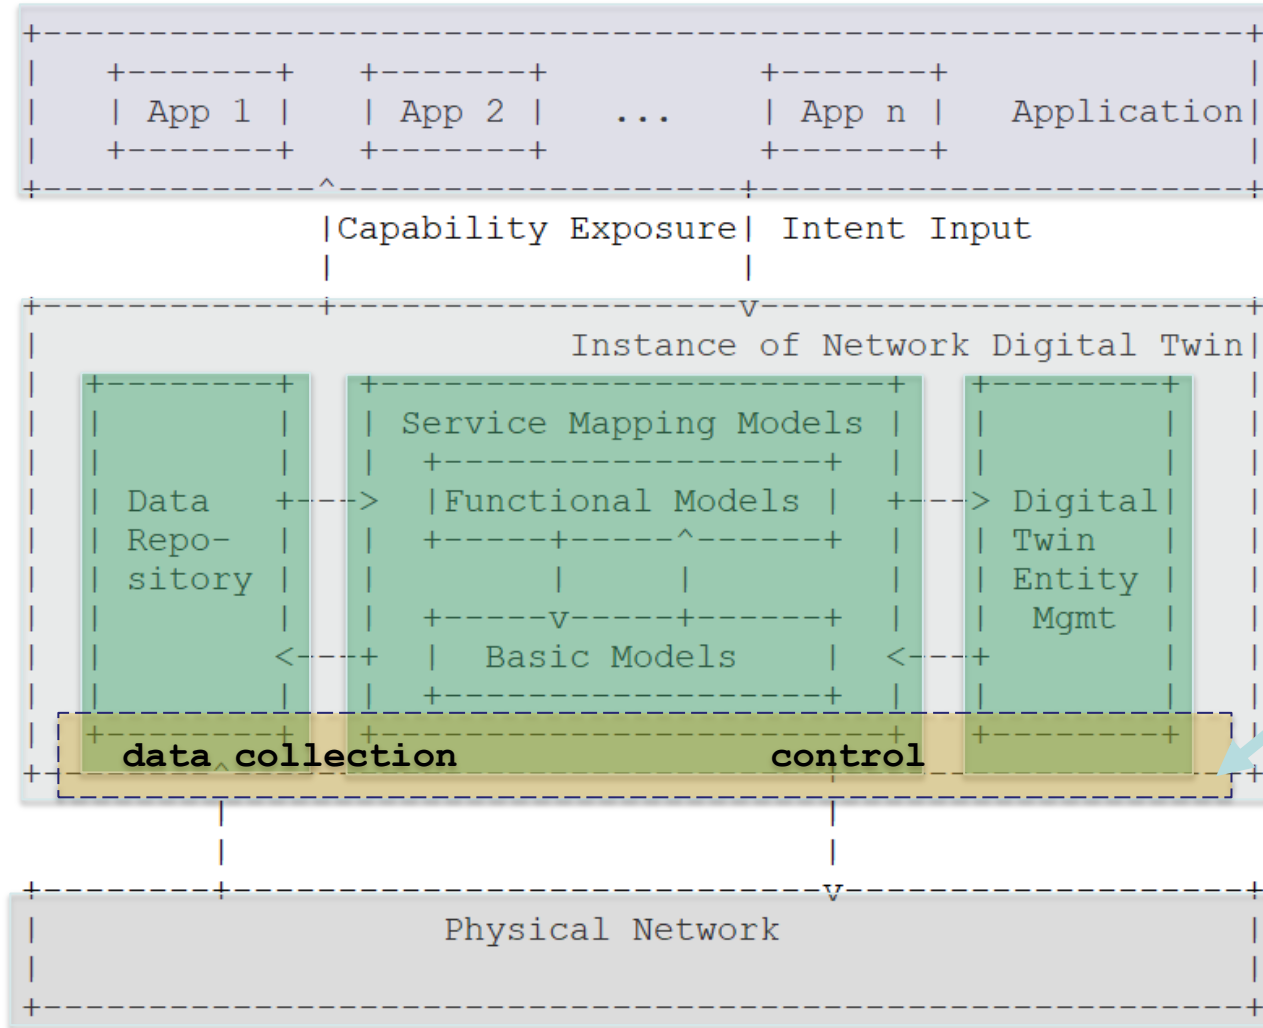 App 1 App 2 ... App n Application
Capability Exposure Intent Input
Instance of Network Digital Twin
Service Mapping Models
Data Functional Models Digital
Repo- Twin
sitory Entity
Mgmt
Basic Models
data collection control
Physical Network